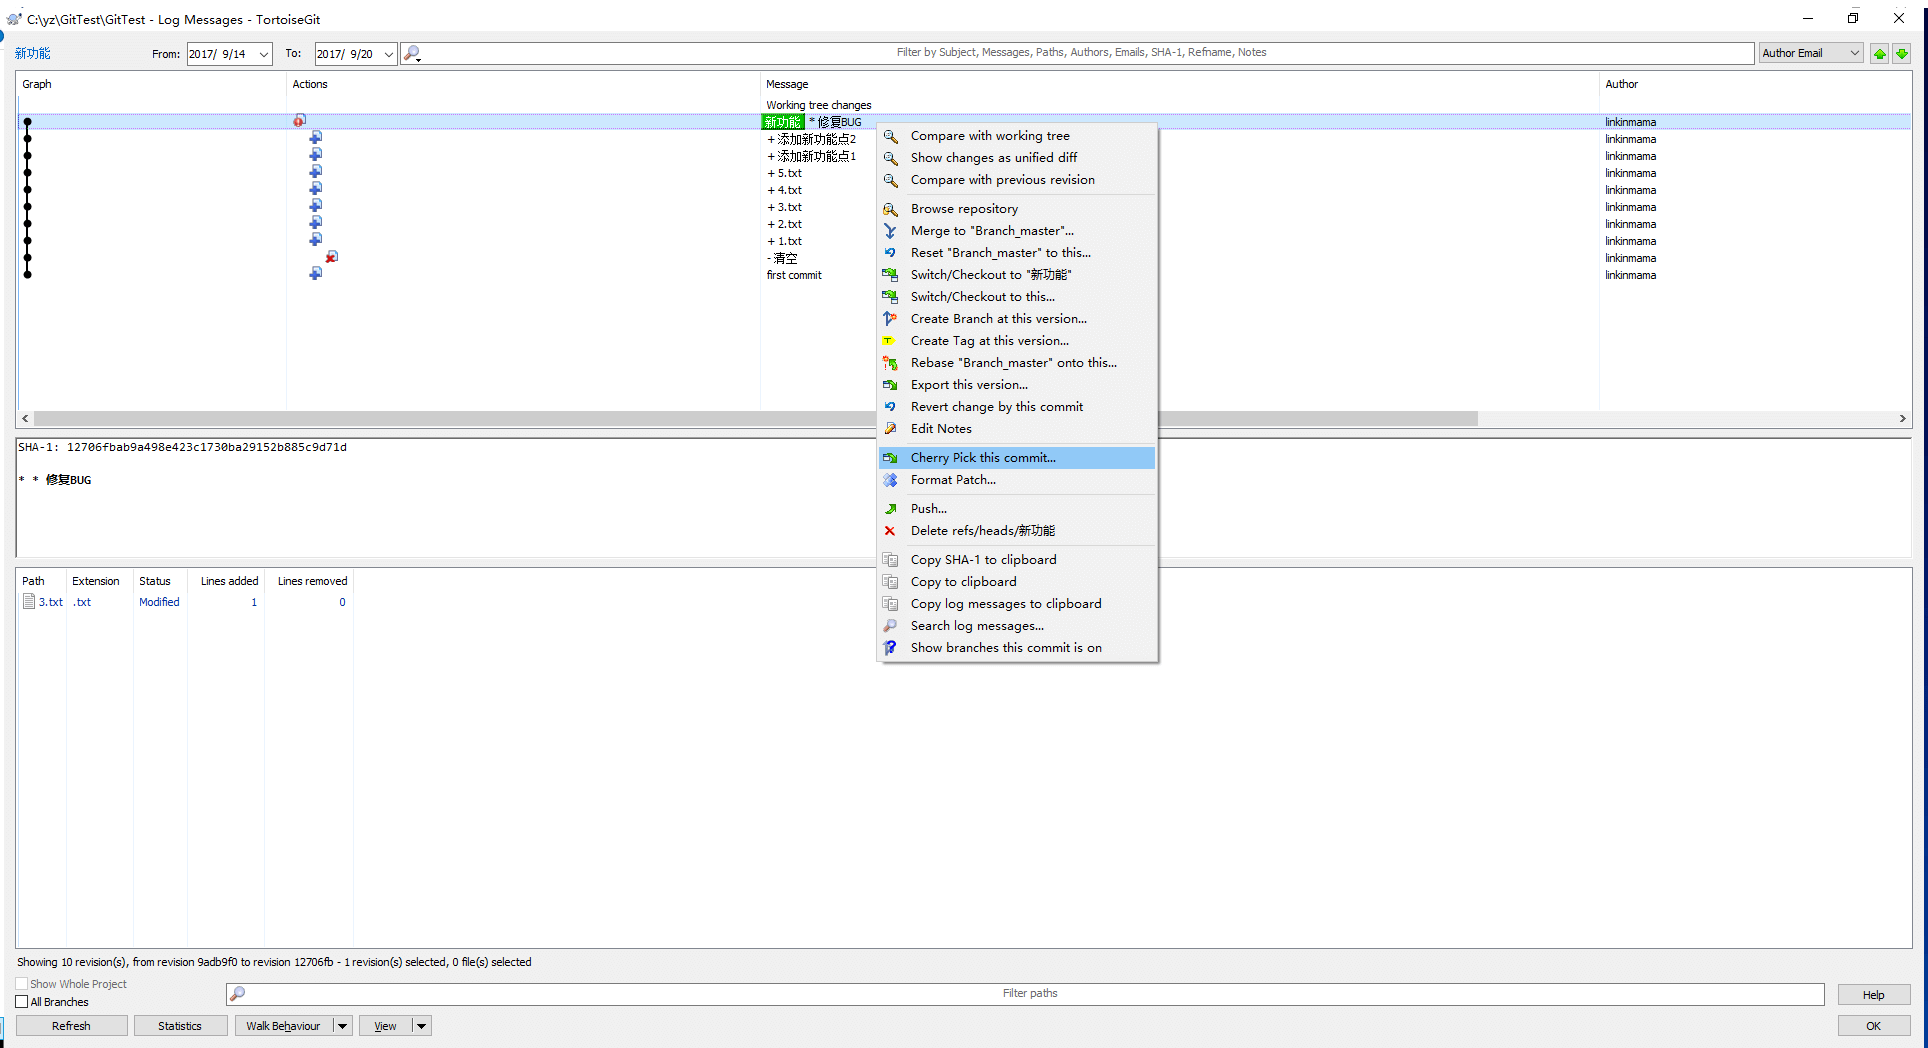 C:\yz\GitTest\GitTest - Log Messages - TortoiseGit
新功能 From: 2017/ 9/14 To: 2017/ 9/20 Filter by Subject, Messages, Paths, Authors, Emails, SHA-1, Refname, Notes Author Email
Graph Actions Message Author
Working tree changes
新功能 * 修复BUG linkinmama
+ 添加新功能点2 linkinmama
+ 添加新功能点1 linkinmama
+ 5.txt linkinmama
+ 4.txt linkinmama
+ 3.txt linkinmama
+ 2.txt linkinmama
+ 1.txt linkinmama
- 清空 linkinmama
first commit linkinmama
Compare with working tree
Show changes as unified diff
Compare with previous revision
Browse repository
Merge to "Branch_master"...
Reset "Branch_master" to this...
Switch/Checkout to "新功能"
Switch/Checkout to this...
Create Branch at this version...
Create Tag at this version...
Rebase "Branch_master" onto this...
Export this version...
Revert change by this commit
Edit Notes
Cherry Pick this commit...
Format Patch...
Push...
Delete refs/heads/新功能
Copy SHA-1 to clipboard
Copy to clipboard
Copy log messages to clipboard
Search log messages...
Show branches this commit is on
SHA-1: 12706fbab9a498e423c1730ba29152b885c9d71d
* * 修复BUG
Path Extension Status Lines added Lines removed
3.txt .txt Modified 1 0
Showing 10 revision(s), from revision 9adb9f0 to revision 12706fb - 1 revision(s) selected, 0 file(s) selected
Show Whole Project
All Branches
Filter paths
Help
Refresh Statistics Walk Behaviour View OK